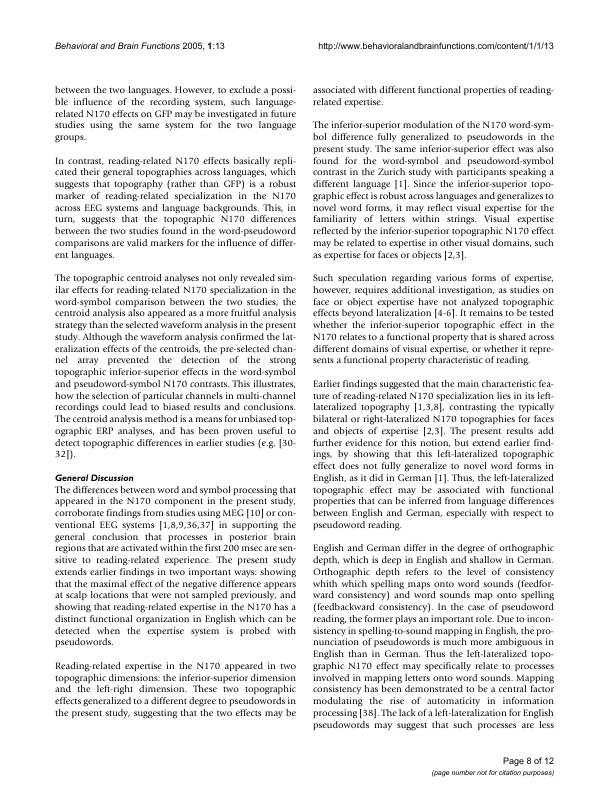 Behavioral and Brain Functions 2005, 1:13
http://www.behavioralandbrainfunctions.com/content/1/1/13
between the two languages. However, to exclude a possi-
ble influence of the recording system, such language-
related N170 effects on GFP may be investigated in future
studies using the same system for the two language
groups.
In contrast, reading-related N170 effects basically repli-
cated their general topographies across languages, which
suggests that topography (rather than GFP) is a robust
marker of reading-related specialization in the N170
across EEG systems and language backgrounds. This, in
turn, suggests that the topographic N170 differences
between the two studies found in the word-pseudoword
comparisons are valid markers for the influence of differ-
ent languages.
The topographic centroid analyses not only revealed sim-
ilar effects for reading-related N170 specialization in the
word-symbol comparison between the two studies, the
centroid analysis also appeared as a more fruitful analysis
strategy than the selected waveform analysis in the present
study. Although the waveform analysis confirmed the lat-
eralization effects of the centroids, the pre-selected chan-
nel array prevented the detection of the strong
topographic inferior-superior effects in the word-symbol
and pseudoword-symbol N170 contrasts. This illustrates,
how the selection of particular channels in multi-channel
recordings could lead to biased results and conclusions.
The centroid analysis method is a means for unbiased top-
ographic ERP analyses, and has been proven useful to
detect topographic differences in earlier studies (e.g. [30-
32]).
General Discussion
The differences between word and symbol processing that
appeared in the N170 component in the present study,
corroborate findings from studies using MEG [10] or con-
ventional EEG systems [1,8,9,36,37] in supporting the
general conclusion that processes in posterior brain
regions that are activated within the first 200 msec are sen-
sitive to reading-related experience. The present study
extends earlier findings in two important ways: showing
that the maximal effect of the negative difference appears
at scalp locations that were not sampled previously, and
showing that reading-related expertise in the N170 has a
distinct functional organization in English which can be
detected when the expertise system is probed with
pseudowords.
Reading-related expertise in the N170 appeared in two
topographic dimensions: the inferior-superior dimension
and the left-right dimension. These two topographic
effects generalized to a different degree to pseudowords in
the present study, suggesting that the two effects may be
associated with different functional properties of reading-
related expertise.
The inferior-superior modulation of the N170 word-sym-
bol difference fully generalized to pseudowords in the
present study. The same inferior-superior effect was also
found for the word-symbol and pseudoword-symbol
contrast in the Zurich study with participants speaking a
different language [1]. Since the inferior-superior topo-
graphic effect is robust across languages and generalizes to
novel word forms, it may reflect visual expertise for the
familiarity of letters within strings. Visual expertise
reflected by the inferior-superior topographic N170 effect
may be related to expertise in other visual domains, such
as expertise for faces or objects [2,3].
Such speculation regarding various forms of expertise,
however, requires additional investigation, as studies on
face or object expertise have not analyzed topographic
effects beyond lateralization [4-6]. It remains to be tested
whether the inferior-superior topographic effect in the
N170 relates to a functional property that is shared across
different domains of visual expertise, or whether it repre-
sents a functional property characteristic of reading.
Earlier findings suggested that the main characteristic fea-
ture of reading-related N170 specialization lies in its left-
lateralized topography [1,3,8], contrasting the typically
bilateral or right-lateralized N170 topographies for faces
and objects of expertise [2,3]. The present results add
further evidence for this notion, but extend earlier find-
ings, by showing that this left-lateralized topographic
effect does not fully generalize to novel word forms in
English, as it did in German [1]. Thus, the left-lateralized
topographic effect may be associated with functional
properties that can be inferred from language differences
between English and German, especially with respect to
pseudoword reading.
English and German differ in the degree of orthographic
depth, which is deep in English and shallow in German.
Orthographic depth refers to the level of consistency
whith which spelling maps onto word sounds (feedfor-
ward consistency) and word sounds map onto spelling
(feedbackward consistency). In the case of pseudoword
reading, the former plays an important role. Due to incon-
sistency in spelling-to-sound mapping in English, the pro-
nunciation of pseudowords is much more ambiguous in
English than in German. Thus the left-lateralized topo-
graphic N170 effect may specifically relate to processes
involved in mapping letters onto word sounds. Mapping
consistency has been demonstrated to be a central factor
modulating the rise of automaticity in information
processing [38]. The lack of a left-lateralization for English
pseudowords may suggest that such processes are less
Page 8 of 12
(page number not for citation purposes)